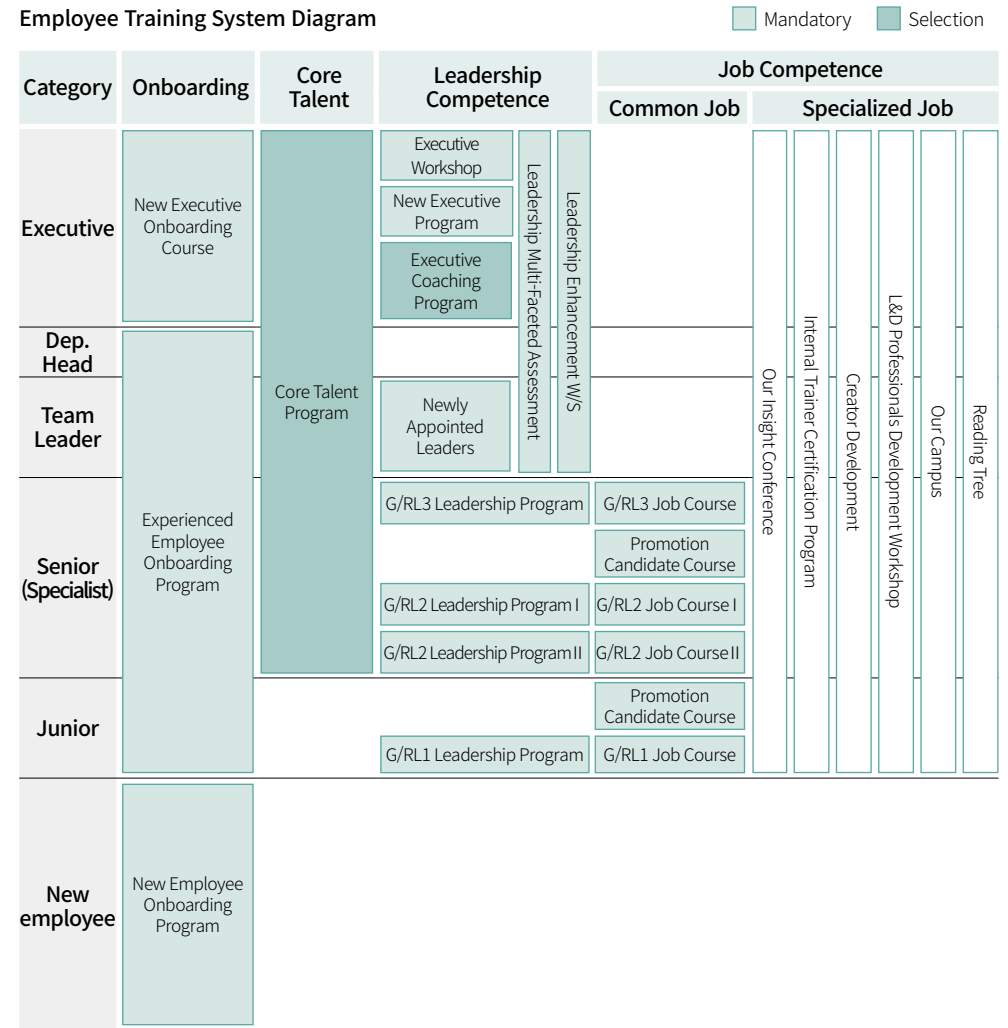 Employee Training System Diagram
Mandatory
Selection
Category
Onboarding
Core
Talent
Leadership
Competence
Job Competence
Common Job
Specialized Job
Executive
New Executive
Onboarding
Course
Executive
Workshop
New Executive
Program
Executive
Coaching
Program
Leadership Multi-Faceted Assessment
Leadership Enhancement W/S
Dep.
Head
Team
Leader
Core Talent
Program
Newly
Appointed
Leaders
Our Insight Conference
Internal Trainer Certification Program
Creator Development
L&D Professionals Development Workshop
Our Campus
Reading Tree
Senior
(Specialist)
Experienced
Employee
Onboarding
Program
G/RL3 Leadership Program
G/RL3 Job Course
Promotion
Candidate Course
G/RL2 Leadership Program I
G/RL2 Job Course I
G/RL2 Leadership Program II
G/RL2 Job Course II
Junior
Promotion
Candidate Course
G/RL1 Leadership Program
G/RL1 Job Course
New
employee
New Employee
Onboarding
Program